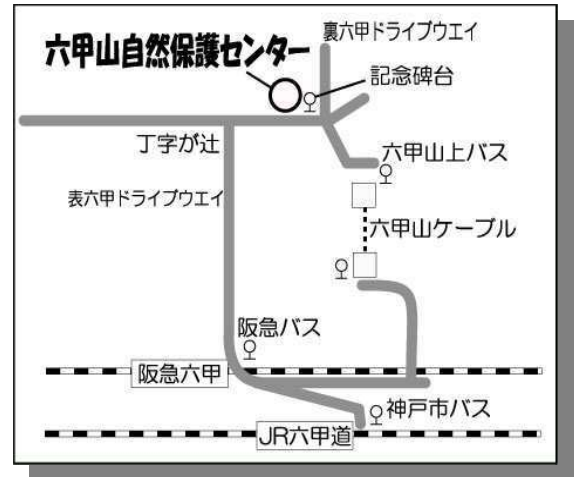 裏六甲ドライブウエイ
六甲山自然保護センター
記念碑台
丁字が辻
六甲山上バス
表六甲ドライブウエイ
六甲山ケーブル
阪急バス
阪急六甲
神戸市バス
JR六甲道